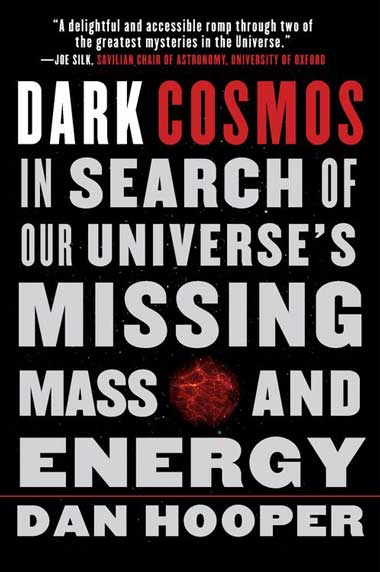 “A delightful and accessible romp through two of
the greatest mysteries in the Universe.”
—JOE SILK, SAVILIAN CHAIR OF ASTRONOMY, UNIVERSITY OF OXFORD
DARK COSMOS
IN SEARCH OF
OUR UNIVERSE’S
MISSING
MASS AND
ENERGY
DAN HOOPER